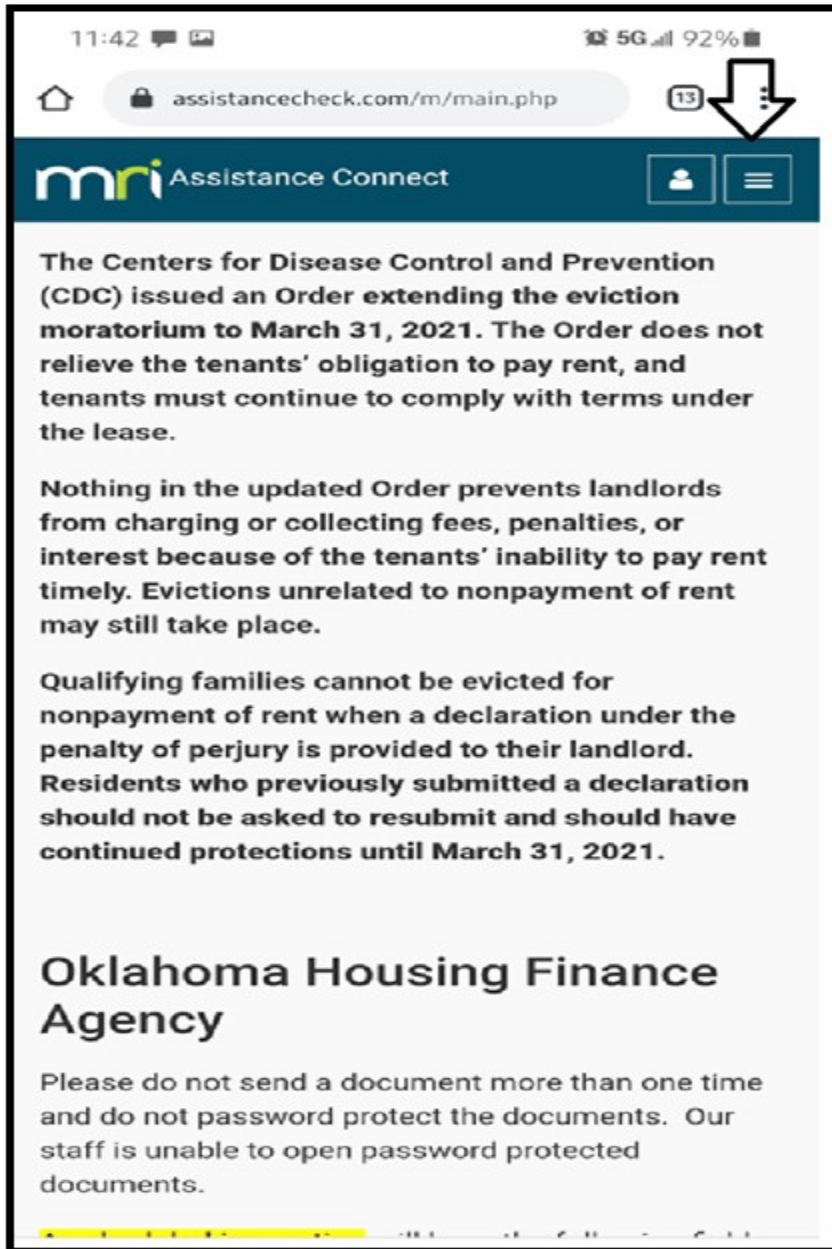 11:42 5G 92%
assistancecheck.com/m/main.php 13
mri Assistance Connect
The Centers for Disease Control and Prevention
(CDC) issued an Order extending the eviction
moratorium to March 31, 2021. The Order does not
relieve the tenants’ obligation to pay rent, and
tenants must continue to comply with terms under
the lease.
Nothing in the updated Order prevents landlords
from charging or collecting fees, penalties, or
interest because of the tenants’ inability to pay rent
timely. Evictions unrelated to nonpayment of rent
may still take place.
Qualifying families cannot be evicted for
nonpayment of rent when a declaration under the
penalty of perjury is provided to their landlord.
Residents who previously submitted a declaration
should not be asked to resubmit and should have
continued protections until March 31, 2021.
Oklahoma Housing Finance
Agency
Please do not send a document more than one time
and do not password protect the documents. Our
staff is unable to open password protected
documents.